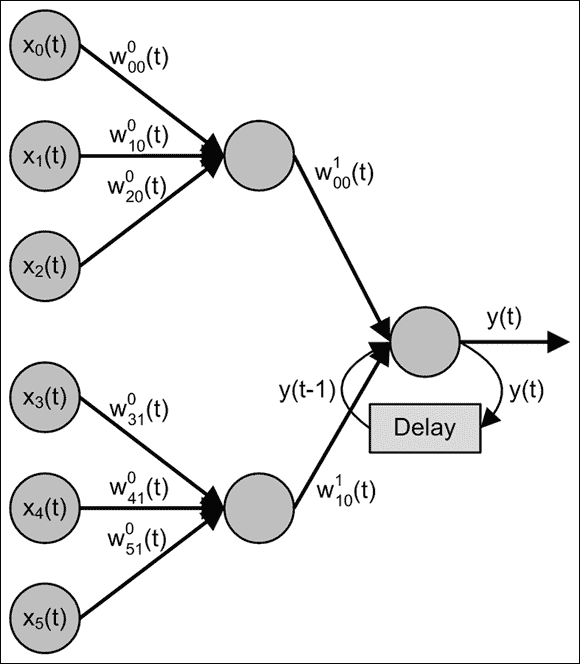 x₀(t)
w⁰₀₀(t)
x₁(t)
w⁰₁₀(t)
w⁰₂₀(t)
w¹₀₀(t)
x₂(t)
y(t)
x₃(t)
y(t-1)
y(t)
w⁰₃₁(t)
Delay
w⁰₄₁(t)
w¹₁₀(t)
x₄(t)
w⁰₅₁(t)
x₅(t)